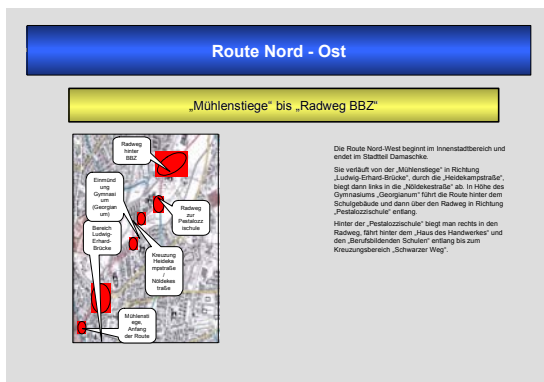 Route Nord - Ost
„Mühlenstiege“ bis „Radweg BBZ“
Radweg
hinter
BBZ
Einmünd
ung
Gymnasi
um
(Georgian
um)
Radweg
zur
Pestalozz
ischule
Bereich
Ludwig-
Erhard-
Brücke
Kreuzung
Heideka
mpstraße
/
Nöldekes
traße
Mühlensti
ege,
Anfang
der Route
Die Route Nord-West beginnt im Innenstadtbereich und
endet im Stadtteil Damaschke.
Sie verläuft von der „Mühlenstiege“ in Richtung
„Ludwig-Erhard-Brücke“, durch die „Heidekampstraße“,
biegt dann links in die „Nöldekestraße“ ab. In Höhe des
Gymnasiums „Georgianum“ führt die Route hinter dem
Schulgebäude und dann über den Radweg in Richtung
„Pestalozzischule“ entlang.
Hinter der „Pestalozzischule“ biegt man rechts in den
Radweg, fährt hinter dem „Haus des Handwerkes“ und
den „Berufsbildenden Schulen“ entlang bis zum
Kreuzungsbereich „Schwarzer Weg“.